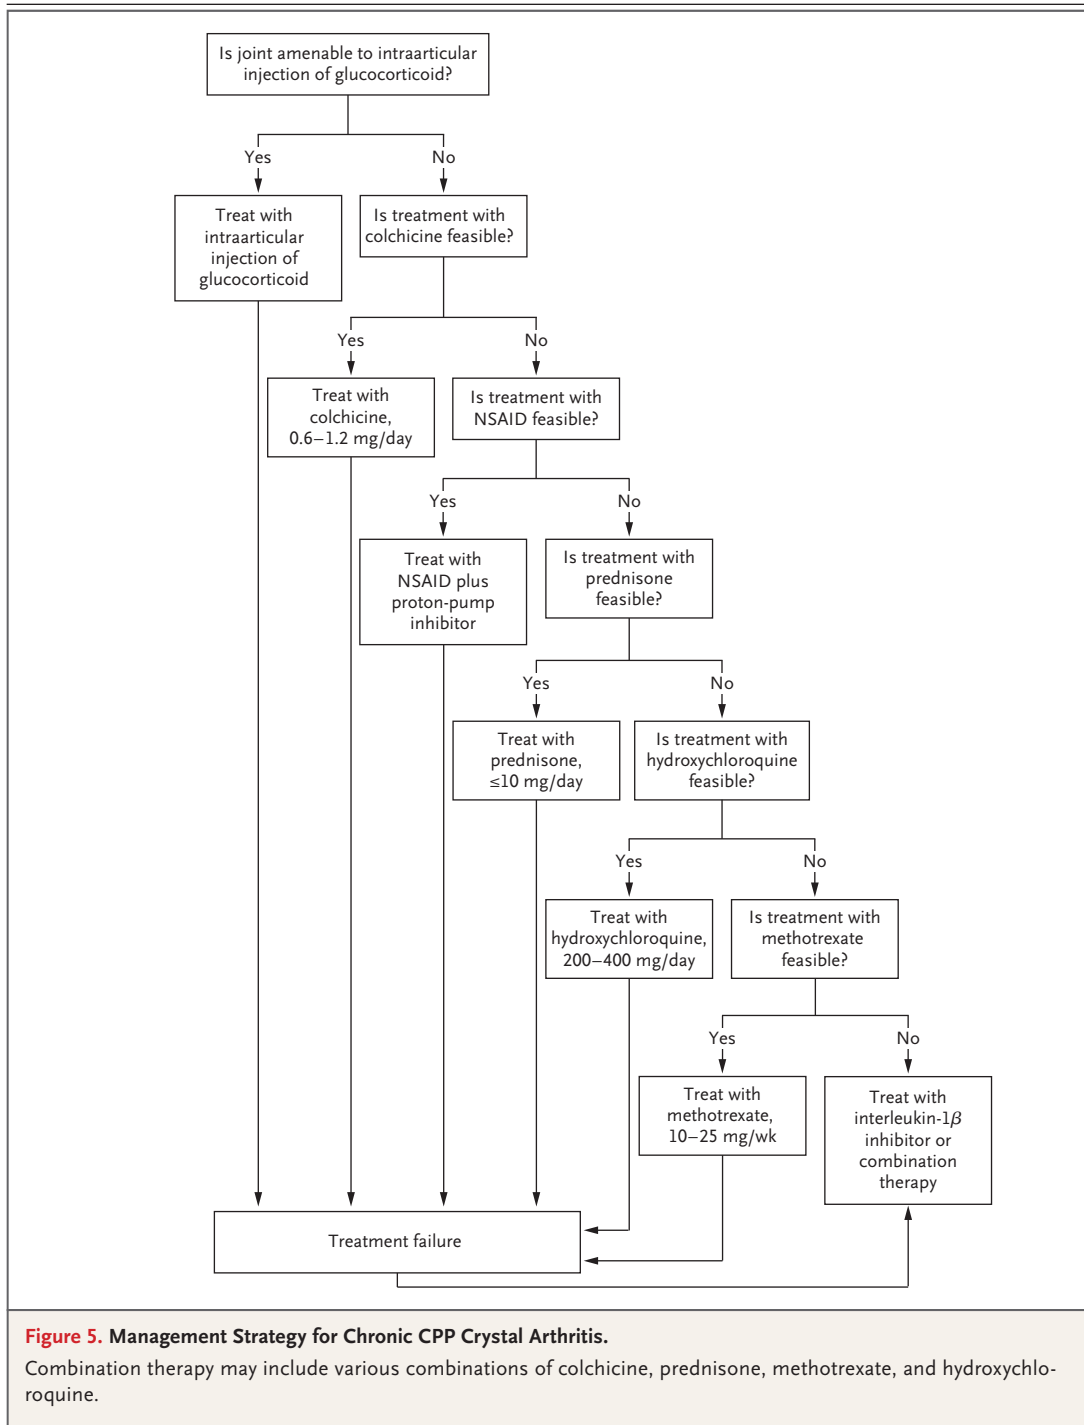 Is joint amenable to intraarticular
injection of glucocorticoid?
Yes
No
Treat with
intraarticular
injection of
glucocorticoid
Is treatment with
colchicine feasible?
Yes
No
Treat with
colchicine,
0.6–1.2 mg/day
Is treatment with
NSAID feasible?
Yes
No
Treat with
NSAID plus
proton-pump
inhibitor
Is treatment with
prednisone
feasible?
Yes
No
Treat with
prednisone,
≤10 mg/day
Is treatment with
hydroxychloroquine
feasible?
Yes
No
Treat with
hydroxychloroquine,
200–400 mg/day
Is treatment with
methotrexate
feasible?
Yes
No
Treat with
methotrexate,
10–25 mg/wk
Treat with
interleukin-1β
inhibitor or
combination
therapy
Treatment failure
Figure 5. Management Strategy for Chronic CPP Crystal Arthritis.
Combination therapy may include various combinations of colchicine, prednisone, methotrexate, and hydroxychlo-
roquine.